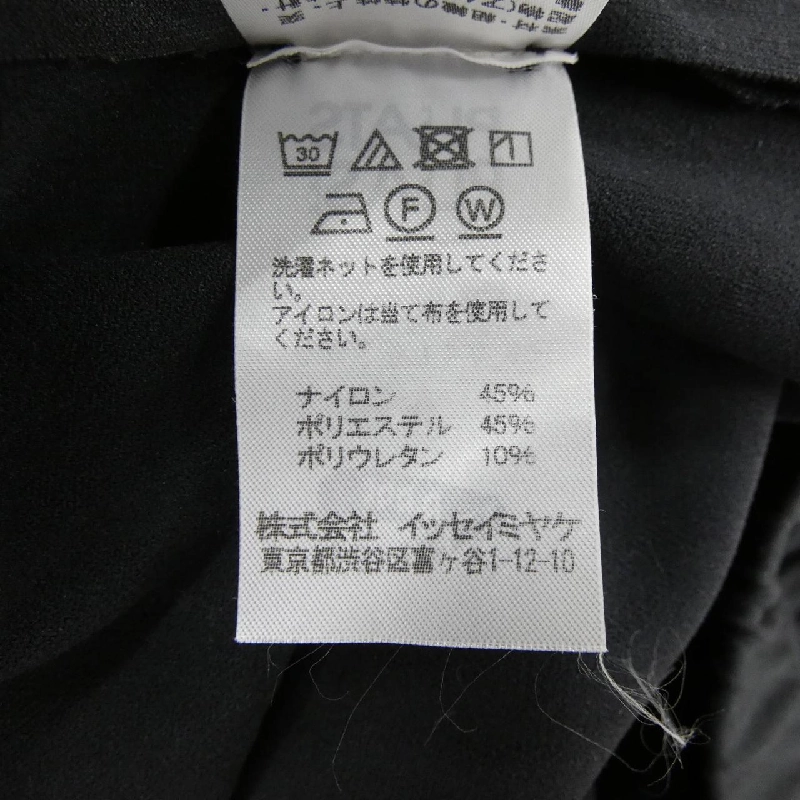 30
F W
洗濯ネットを使用してくださ
い。
アイロンは当て布を使用して
ください。
ナイロン 45%
ポリエステル 45%
ポリウレタン 10%
株式会社 イッセイミヤケ
東京都渋谷区富ヶ谷1-12-10